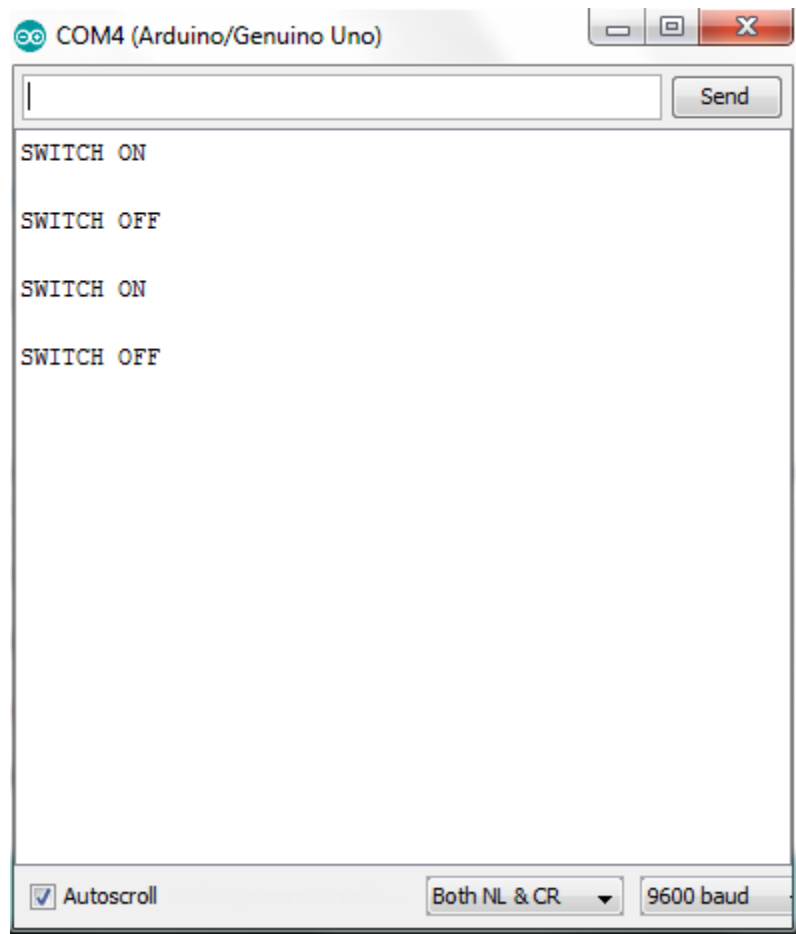 COM4 (Arduino/Genuino Uno)
Send
SWITCH ON
SWITCH OFF
SWITCH ON
SWITCH OFF
Autoscroll
Both NL & CR
9600 baud